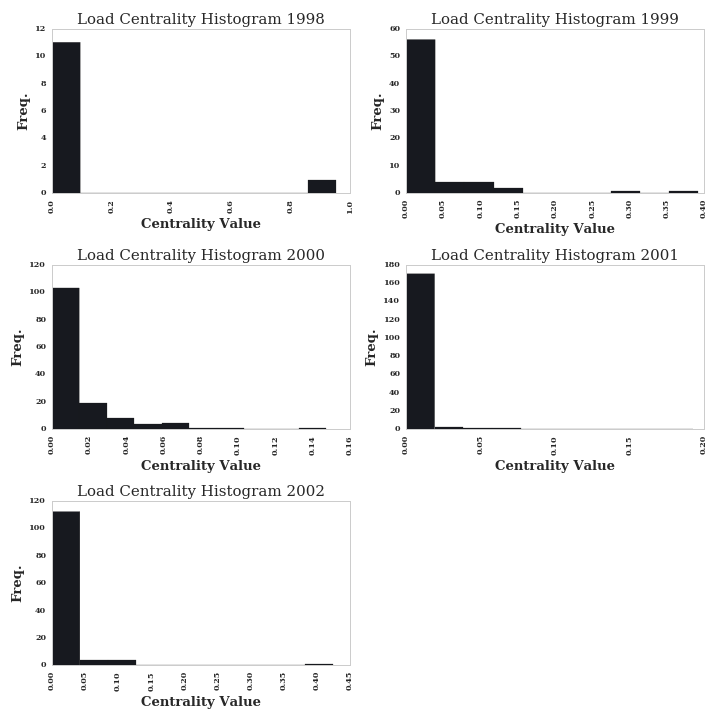 Load Centrality Histogram 1998
12
10
8
6
4
2
0
Freq.
0.0 0.2 0.4 0.6 0.8 1.0
Centrality Value
Load Centrality Histogram 1999
60
50
40
30
20
10
0
Freq.
0.00 0.05 0.10 0.15 0.20 0.25 0.30 0.35 0.40
Centrality Value
Load Centrality Histogram 2000
120
100
80
60
40
20
0
Freq.
0.00 0.02 0.04 0.06 0.08 0.10 0.12 0.14 0.16
Centrality Value
Load Centrality Histogram 2001
180
160
140
120
100
80
60
40
20
0
Freq.
0.00 0.05 0.10 0.15 0.20
Centrality Value
Load Centrality Histogram 2002
120
100
80
60
40
20
0
Freq.
0.00 0.05 0.10 0.15 0.20 0.25 0.30 0.35 0.40 0.45
Centrality Value